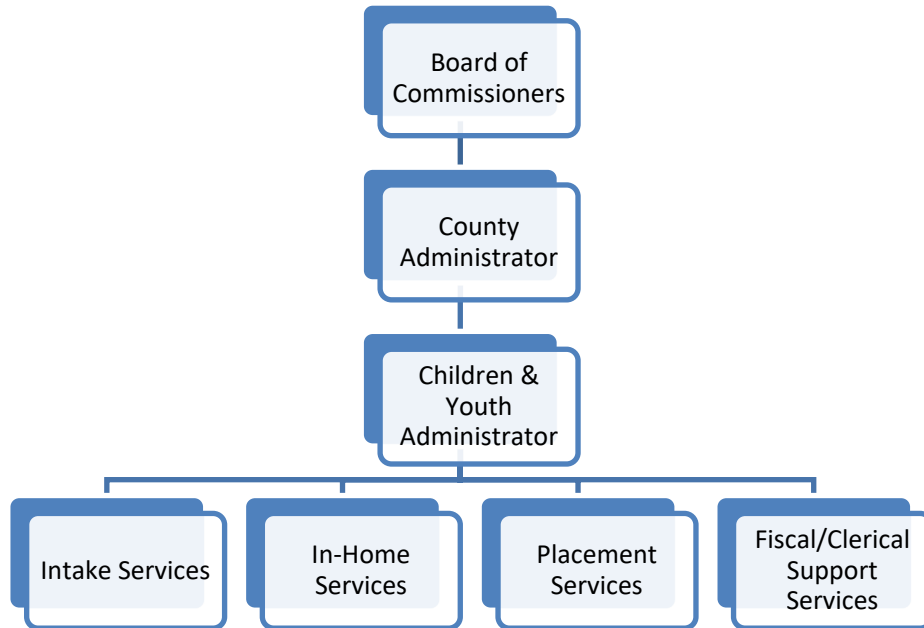 Board of
Commissioners
County
Administrator
Children &
Youth
Administrator
Intake Services
In-Home
Services
Placement
Services
Fiscal/Clerical
Support
Services